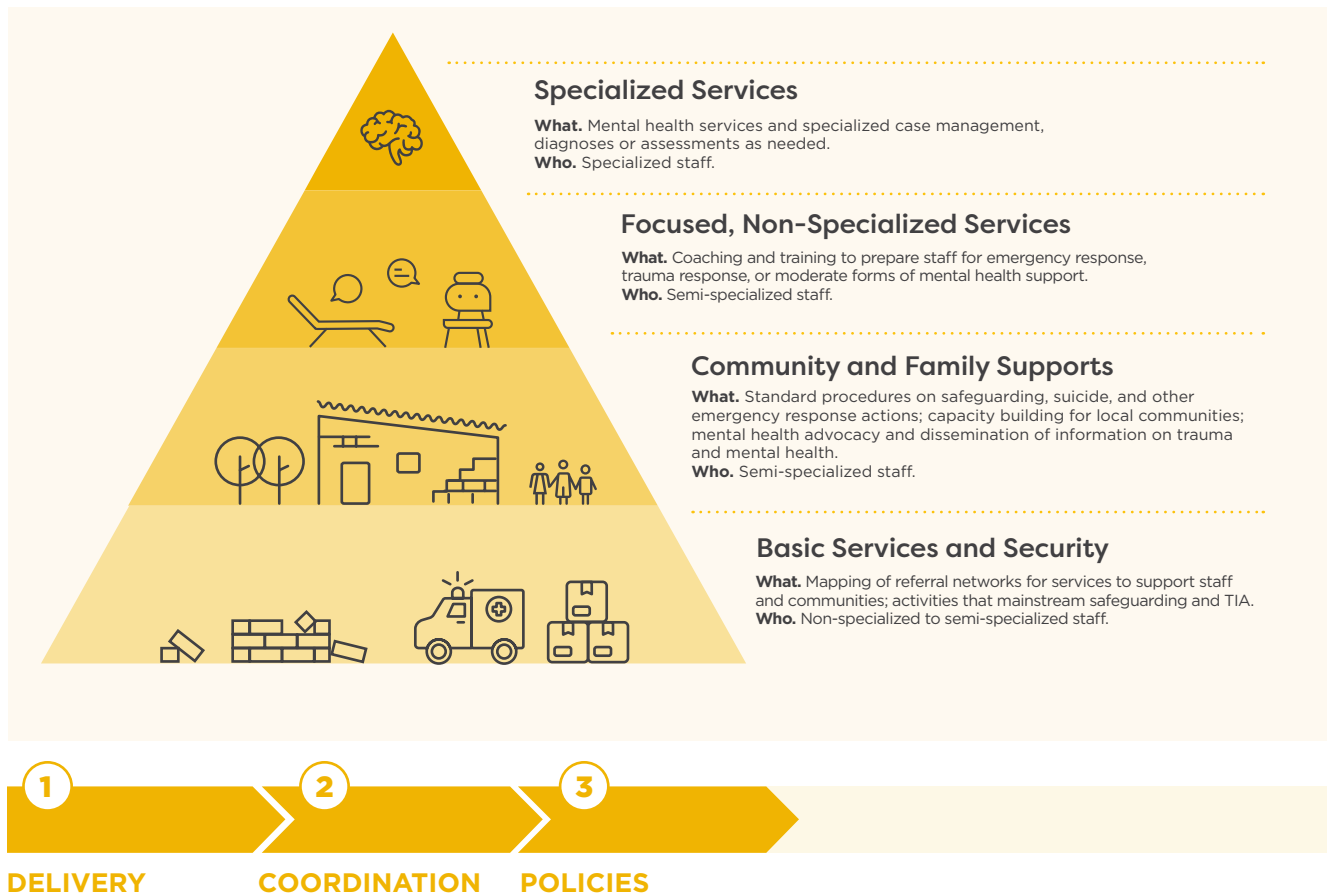 Specialized Services
What. Mental health services and specialized case management,
diagnoses or assessments as needed.
Who. Specialized staff.
Focused, Non-Specialized Services
What. Coaching and training to prepare staff for emergency response,
trauma response, or moderate forms of mental health support.
Who. Semi-specialized staff.
Community and Family Supports
What. Standard procedures on safeguarding, suicide, and other
emergency response actions; capacity building for local communities;
mental health advocacy and dissemination of information on trauma
and mental health.
Who. Semi-specialized staff.
Basic Services and Security
What. Mapping of referral networks for services to support staff
and communities; activities that mainstream safeguarding and TIA.
Who. Non-specialized to semi-specialized staff.
1
2
3
DELIVERY
COORDINATION
POLICIES